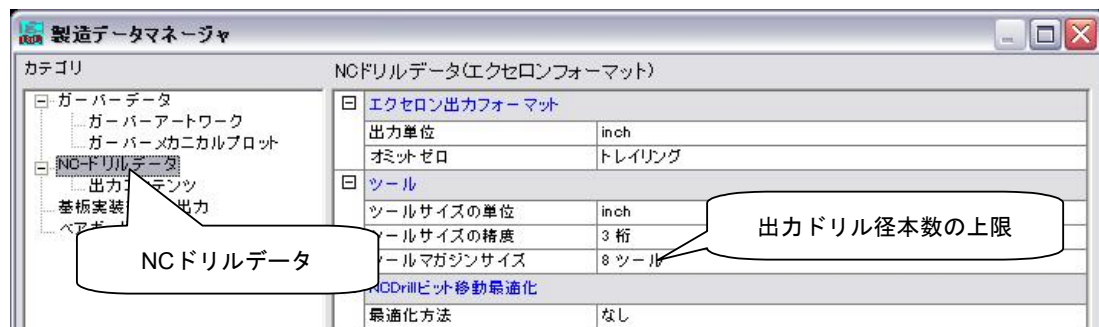 製造データマネージャ
カテゴリ
NCドリルデータ(エクセロンフォーマット)
ガーバーデータ
ガーバーアートワーク
ガーバーメカニカルプロット
NC-ドリルデータ
出力
ンテンツ
基板実装
出力
エクセロン出力フォーマット
出力単位 inch
オミットゼロ トレイリング
ツール
ツールサイズの単位 inch
ツールサイズの精度 3 桁
ールマガジンサイズ 8 ツール
NCDrillビット移動最適化
最適化方法 なし
NCドリルデータ
出力ドリル径本数の上限